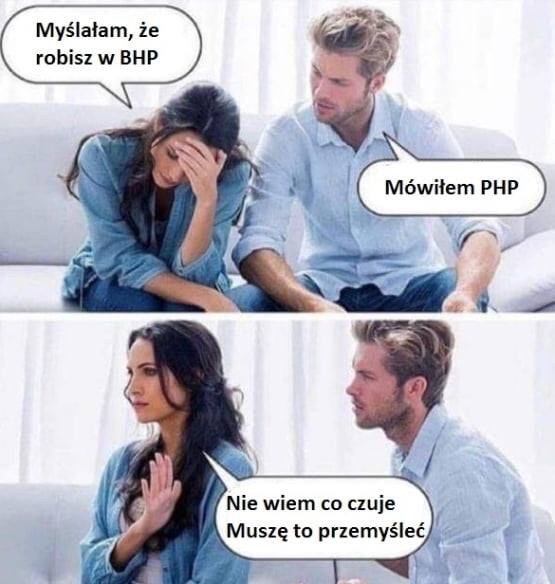 Myślałam, że
robisz w BHP
Mówiłem PHP
Nie wiem co czuje
Muszę to przemyśleć